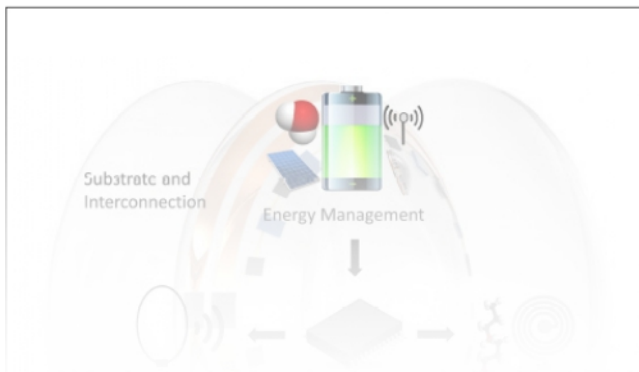 Substrate and
Interconnection
Energy Management